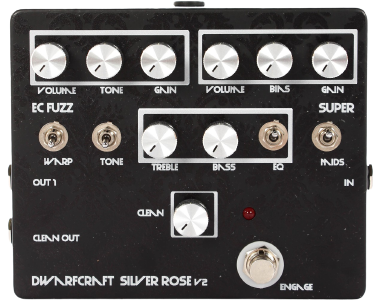 VOLUME TONE GAIN VOLUME BIAS GAIN
EC FUZZ SUPER
WARP TONE TREBLE BASS EQ MIDS
OUT 1 IN
CLEAN
CLEAN OUT
DWARFCRAFT SILVER ROSE V2
ENGAGE